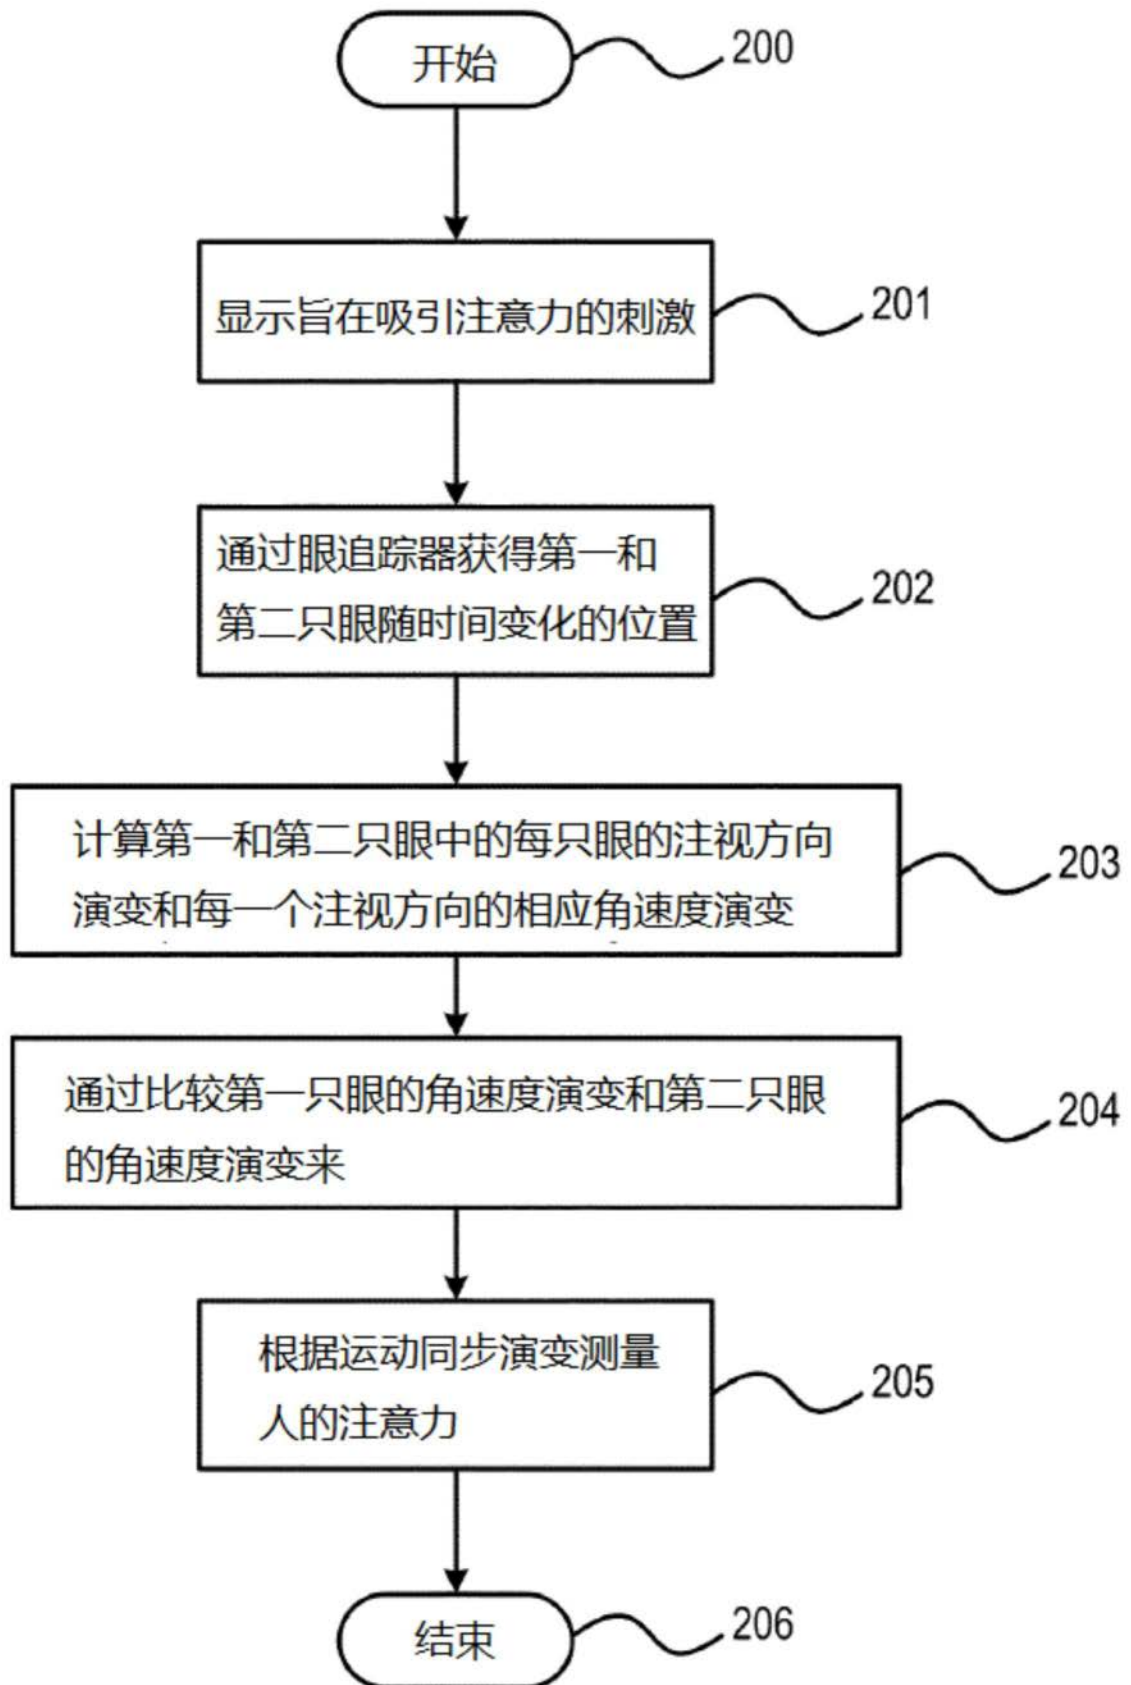 开始
200
显示旨在吸引注意力的刺激
201
通过眼追踪器获得第一和
第二只眼随时间变化的位置
202
计算第一和第二只眼中的每只眼的注视方向
演变和每一个注视方向的相应角速度演变
203
通过比较第一只眼的角速度演变和第二只眼
的角速度演变来
204
根据运动同步演变测量
人的注意力
205
结束
206